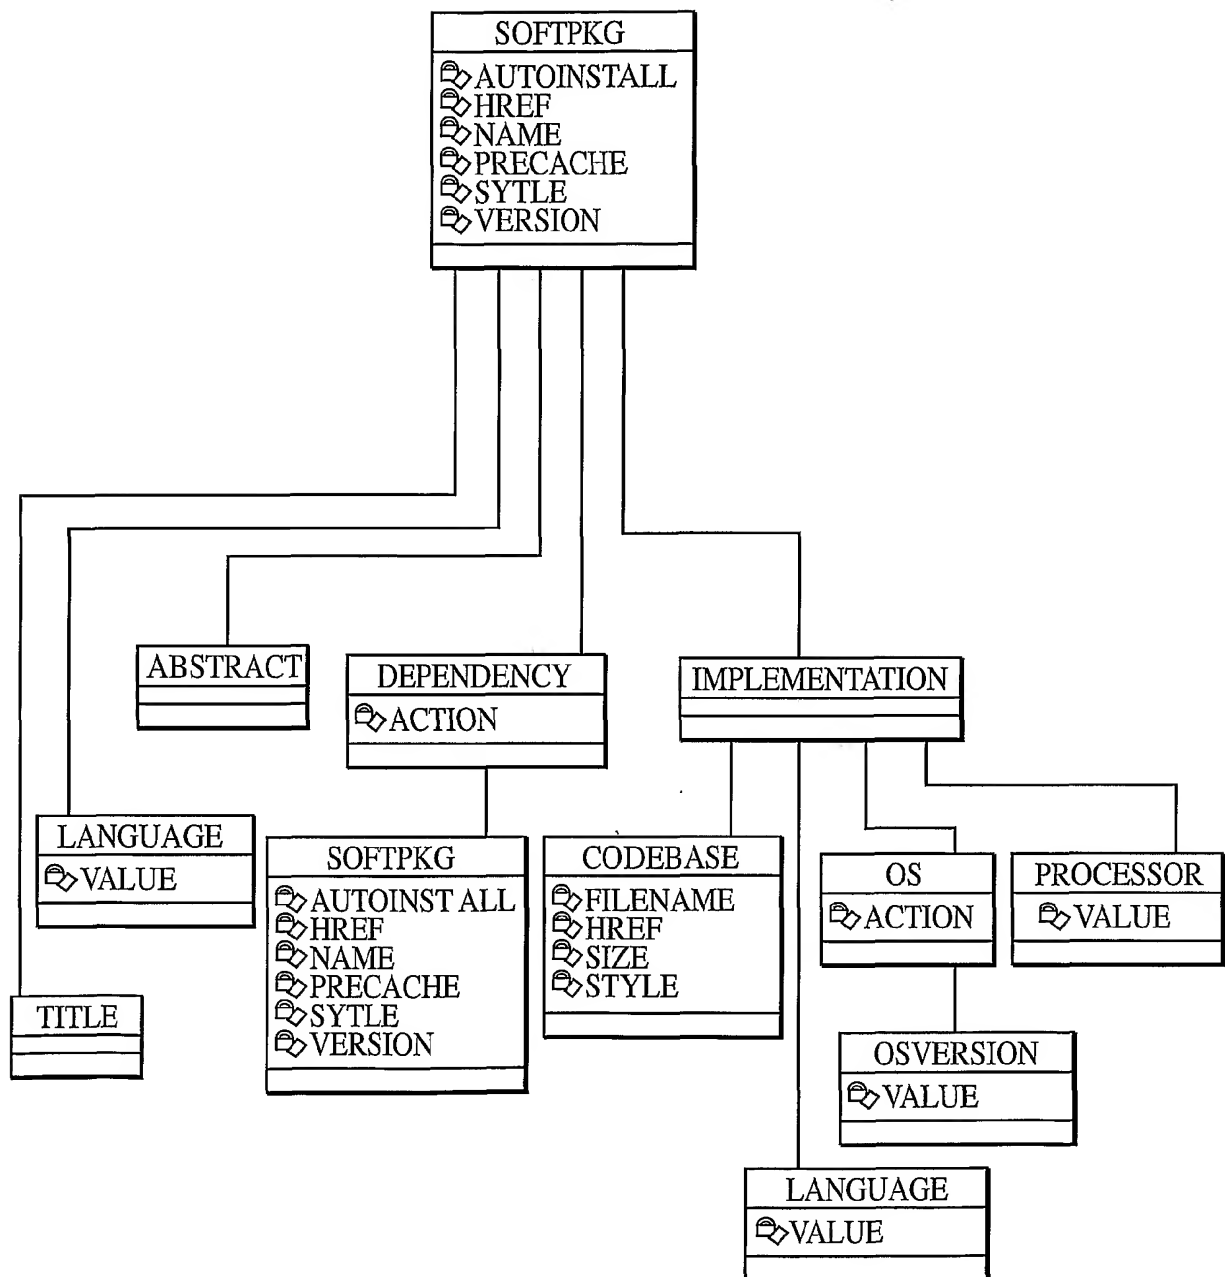 SOFTPKG
AUTOINSTALL
HREF
NAME
PRECACHE
SYTLE
VERSION
ABSTRACT
DEPENDENCY
ACTION
IMPLEMENTATION
LANGUAGE
VALUE
SOFTPKG
AUTOINST ALL
HREF
NAME
PRECACHE
SYTLE
VERSION
CODEBASE
FILENAME
HREF
SIZE
STYLE
OS
ACTION
PROCESSOR
VALUE
TITLE
OSVERSION
VALUE
LANGUAGE
VALUE